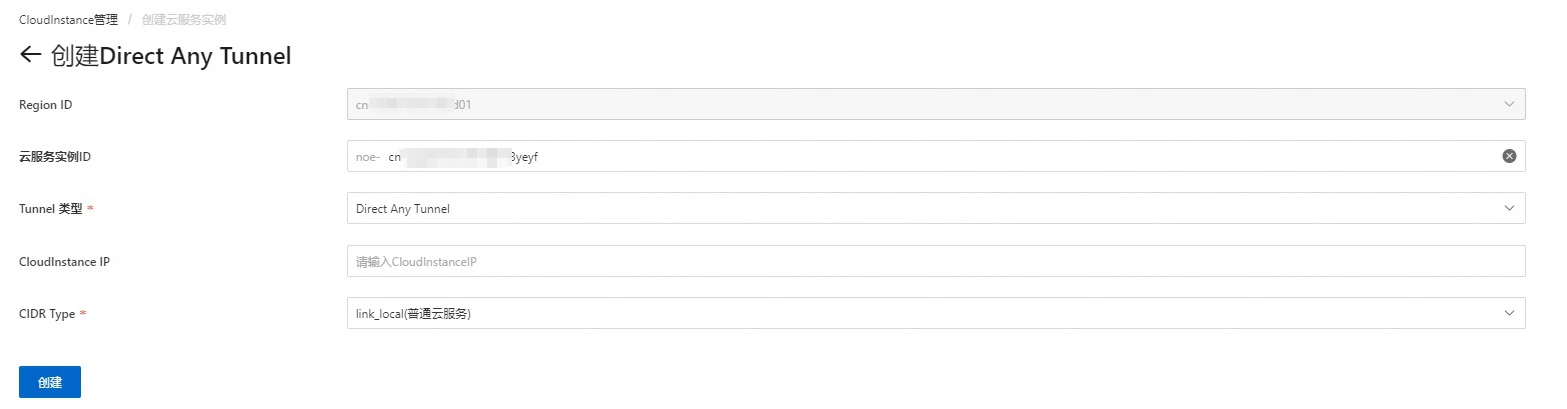 CloudInstance管理 / 创建云服务实例
创建Direct Any Tunnel
Region ID cn d01
云服务实例ID noe- cn 3yeyf
Tunnel 类型 * Direct Any Tunnel
CloudInstance IP 请输入CloudInstanceIP
CIDR Type * link_local(普通云服务)
创建